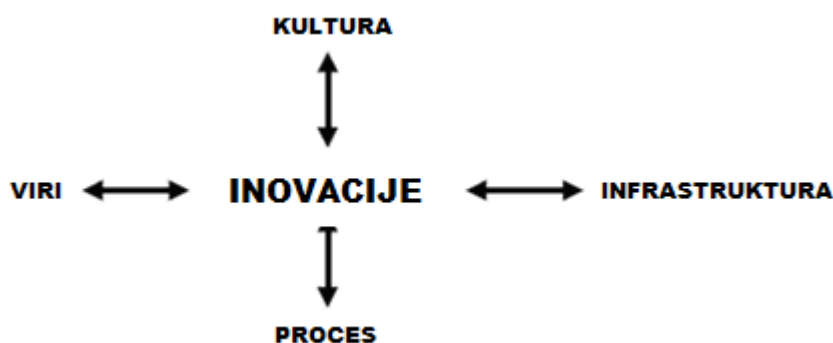 KULTURA
VIRI
INOVACIJE
INFRASTRUKTURA
PROCES